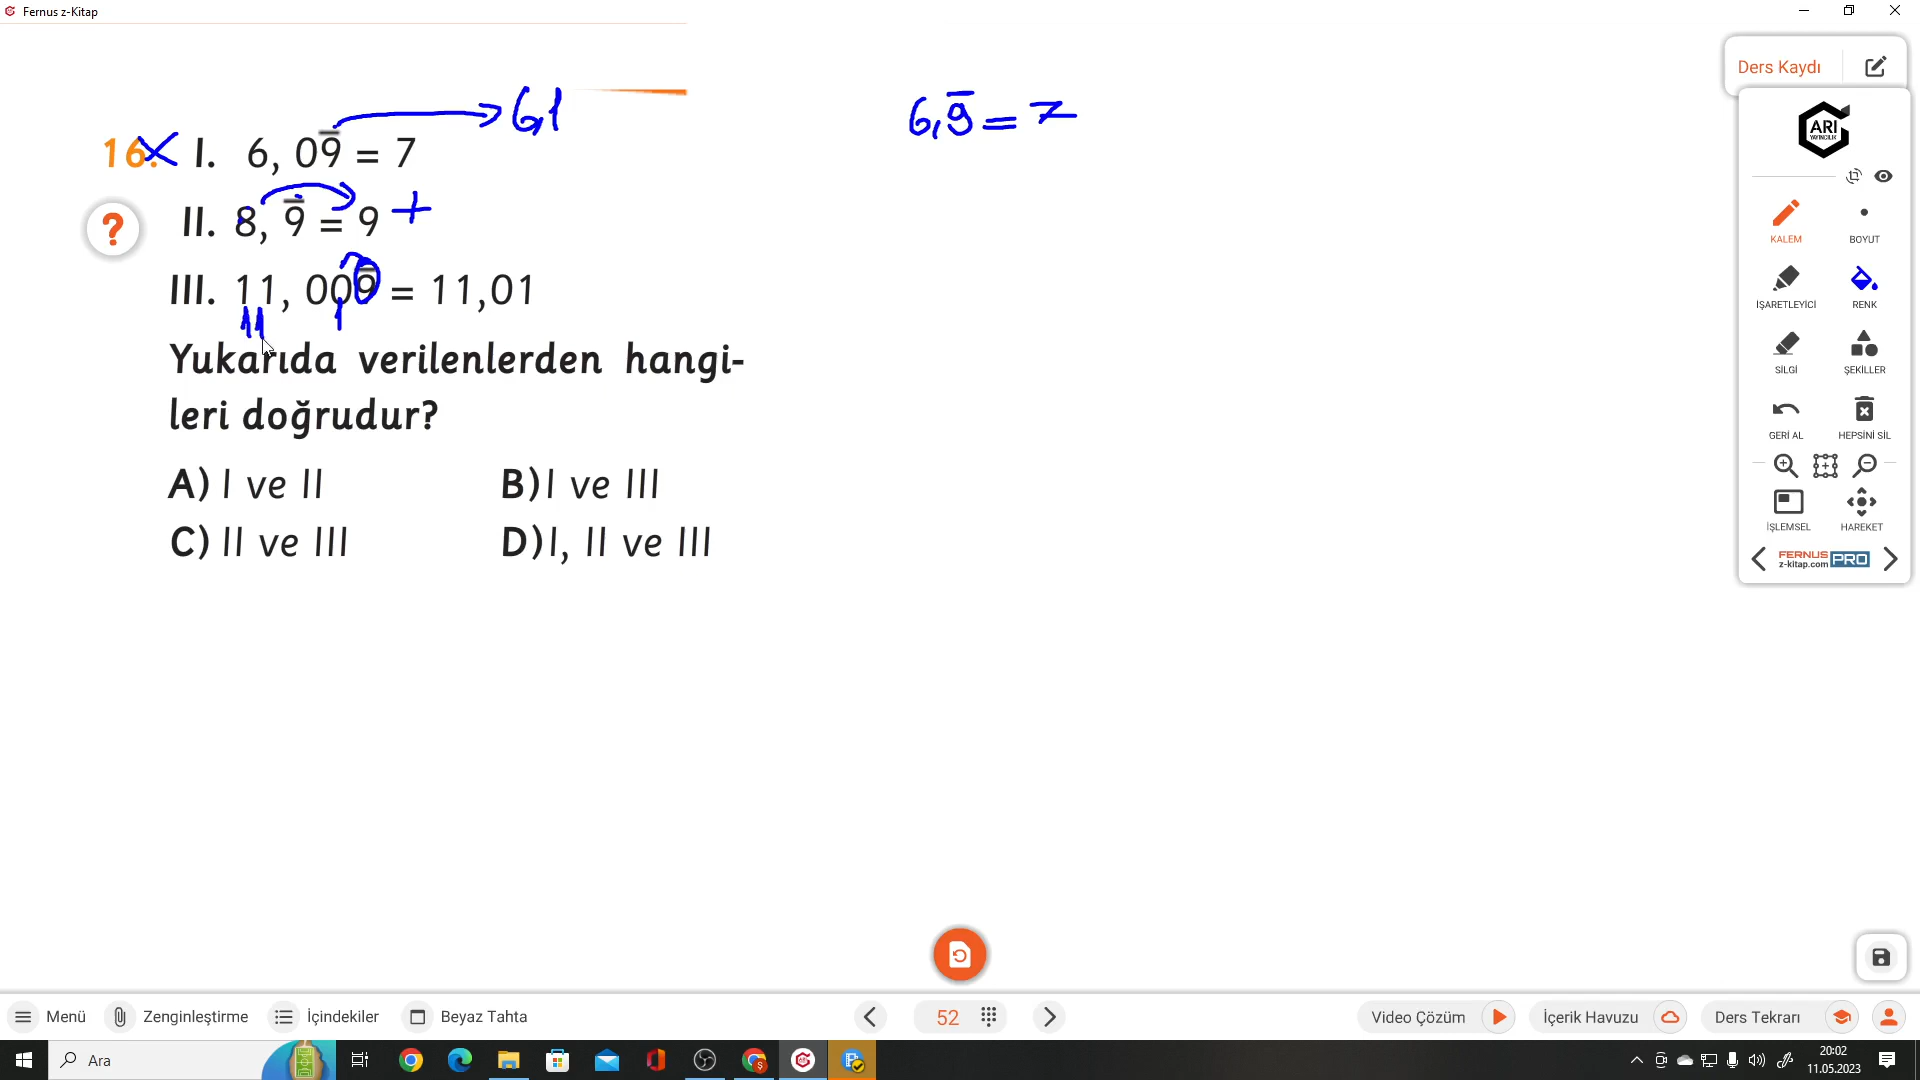 Fernus z-Kitap
Ders Kaydı
6,1
6,9̅ = 7
16. I. 6, 09̅ = 7
II. 8, 9̅ = 9 +
III. 11, 009̅ = 11,01
11 1
Yukarıda verilenlerden hangi-
leri doğrudur?
A) I ve II
B) I ve III
C) II ve III
D) I, II ve III
ARI
YAYINCILIK
KALEM
BOYUT
İŞARETLEYİCİ
RENK
SİLGİ
ŞEKİLLER
GERİ AL
HEPSİNİ SİL
İŞLEMSEL
HAREKET
FERNUS
z-kitap.com PRO
Menü
Zenginleştirme
İçindekiler
Beyaz Tahta
52
Video Çözüm
İçerik Havuzu
Ders Tekrarı
Ara
20:02
11.05.2023